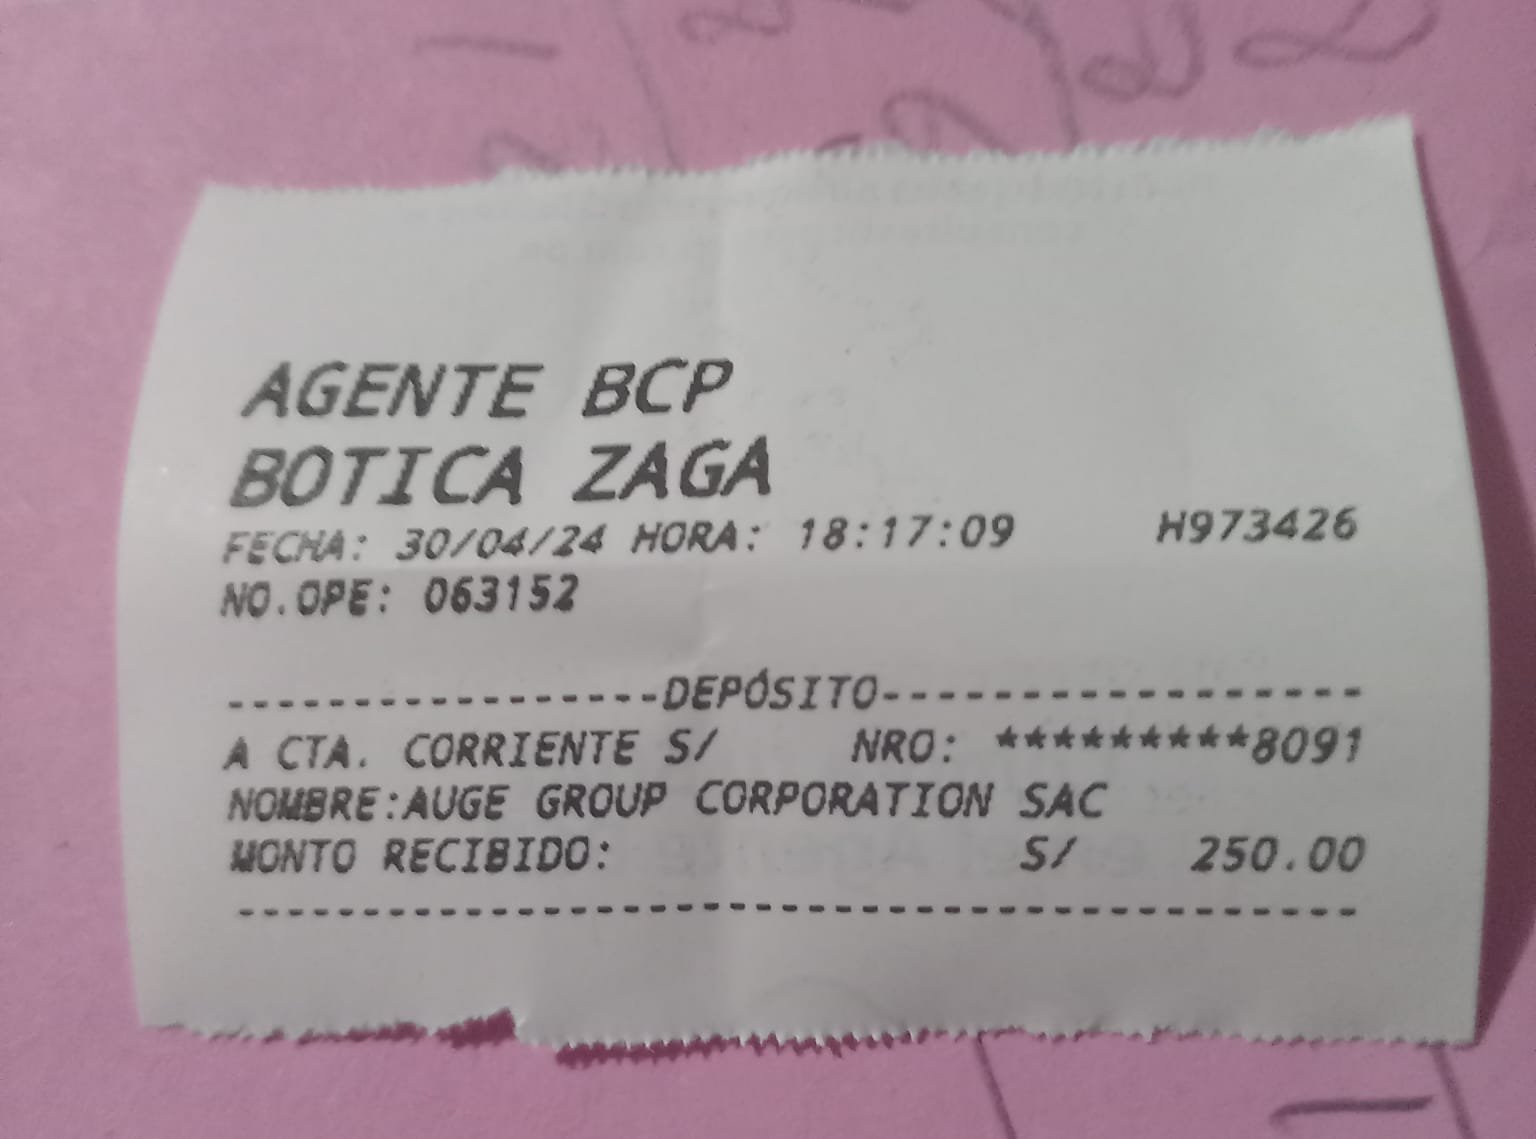 AGENTE BCP
BOTICA ZAGA
FECHA: 30/04/24 HORA: 18:17:09 H973426
NO.OPE: 063152
-----------------DEPÓSITO------------------
A CTA. CORRIENTE S/ NRO: *********8091
NOMBRE:AUGE GROUP CORPORATION SAC
MONTO RECIBIDO: S/ 250.00
-------------------------------------------